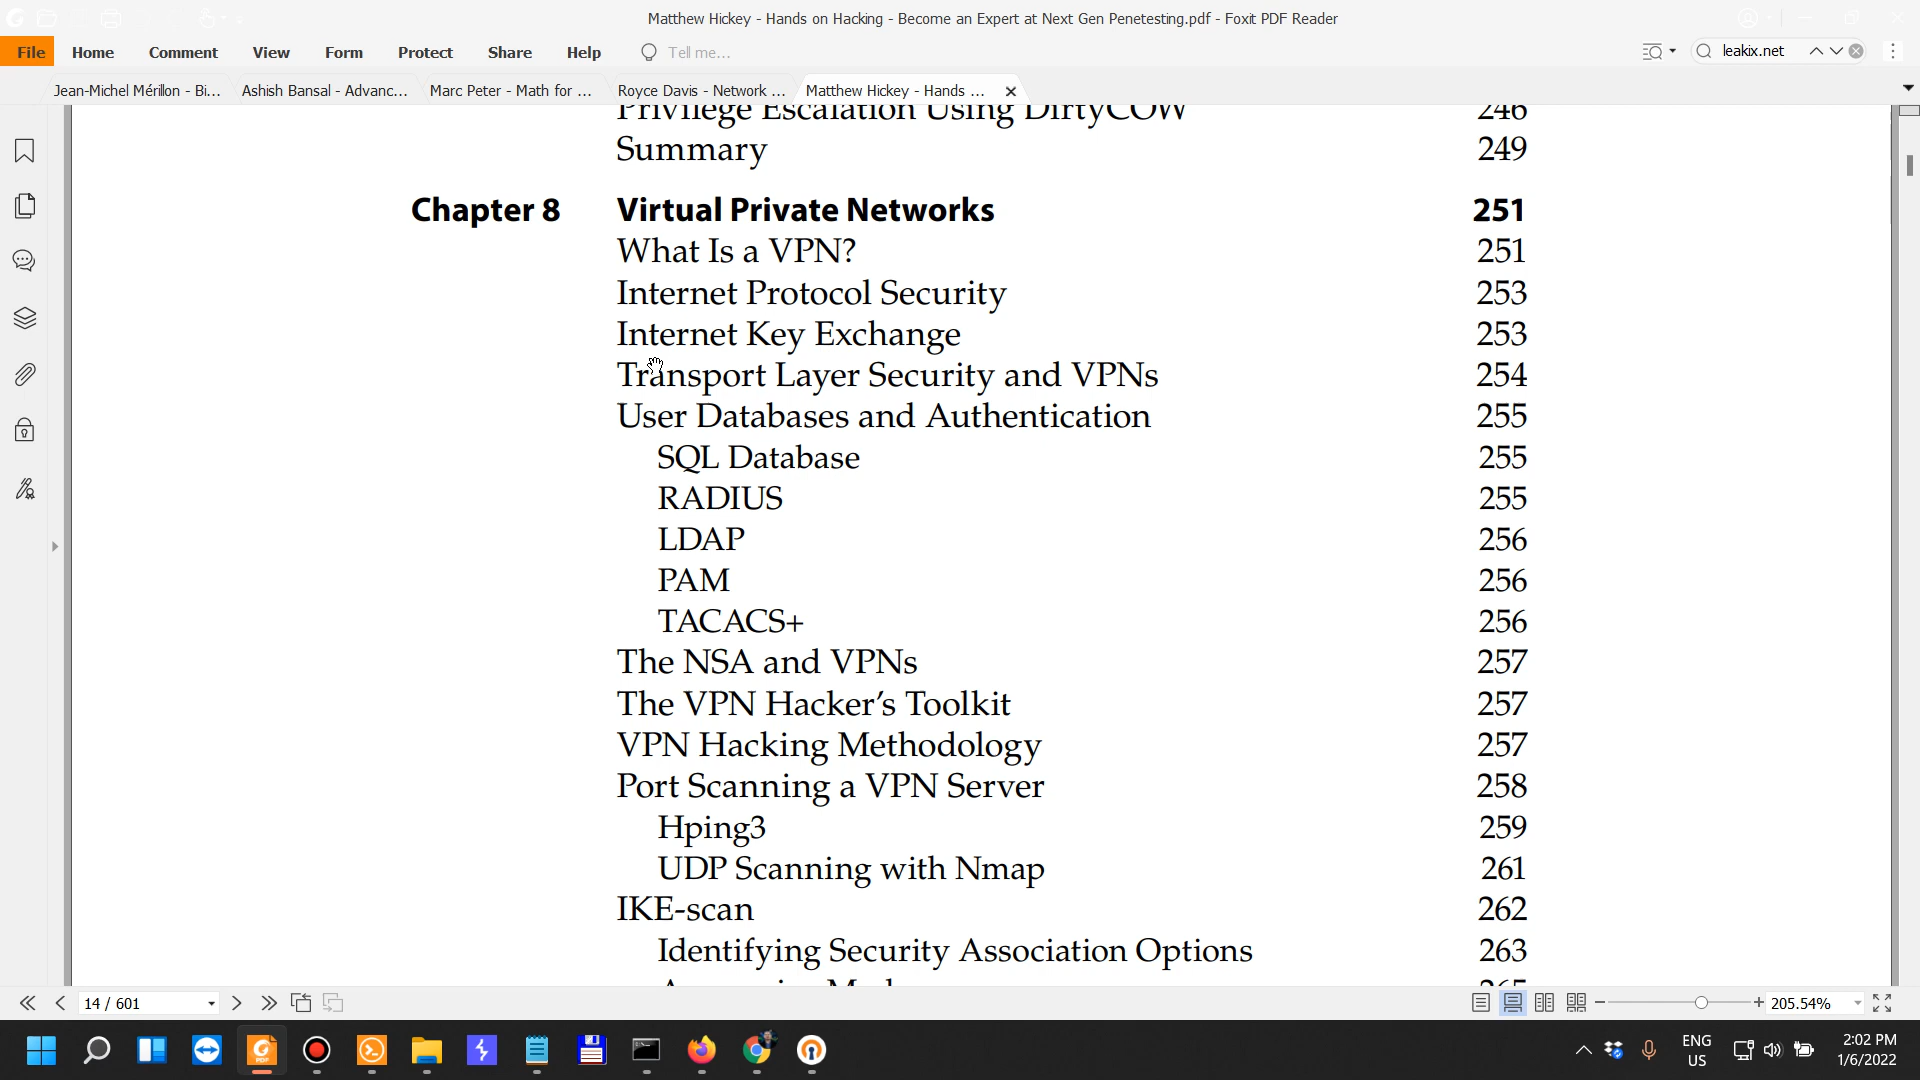 Matthew Hickey - Hands on Hacking - Become an Expert at Next Gen Penetesting.pdf - Foxit PDF Reader
File Home Comment View Form Protect Share Help Tell me... leakix.net
Jean-Michel Mérillon - Bi... Ashish Bansal - Advanc... Marc Peter - Math for ... Royce Davis - Network ... Matthew Hickey - Hands ...
Privilege Escalation Using DirtyCOW 246
Summary 249
Chapter 8 Virtual Private Networks 251
What Is a VPN? 251
Internet Protocol Security 253
Internet Key Exchange 253
Transport Layer Security and VPNs 254
User Databases and Authentication 255
SQL Database 255
RADIUS 255
LDAP 256
PAM 256
TACACS+ 256
The NSA and VPNs 257
The VPN Hacker's Toolkit 257
VPN Hacking Methodology 257
Port Scanning a VPN Server 258
Hping3 259
UDP Scanning with Nmap 261
IKE-scan 262
Identifying Security Association Options 263
14 / 601 205.54%
ENG 2:02 PM
US 1/6/2022